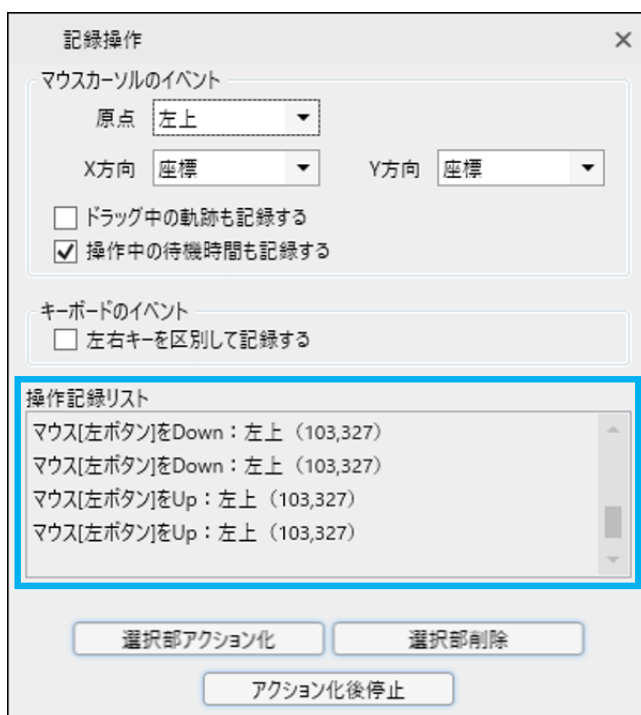 記録操作
マウスカーソルのイベント
原点 左上
X方向 座標 Y方向 座標
ドラッグ中の軌跡も記録する
操作中の待機時間も記録する
キーボードのイベント
左右キーを区別して記録する
操作記録リスト
マウス[左ボタン]をDown：左上（103,327）
マウス[左ボタン]をDown：左上（103,327）
マウス[左ボタン]をUp：左上（103,327）
マウス[左ボタン]をUp：左上（103,327）
選択部アクション化 選択部削除
アクション化後停止